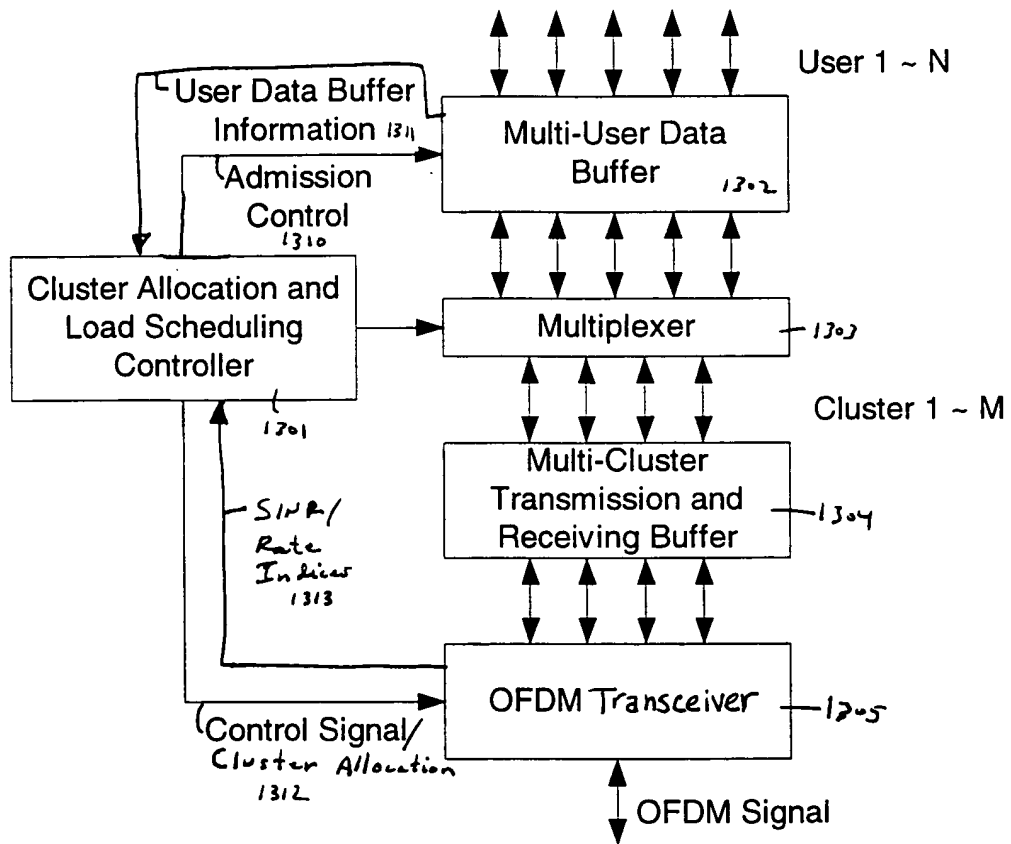 User 1 ~ N
User Data Buffer
Information 1311
Multi-User Data
Buffer
1302
Admission
Control
1310
Cluster Allocation and
Load Scheduling
Controller
1301
Multiplexer
1303
Cluster 1 ~ M
Multi-Cluster
Transmission and
Receiving Buffer
1304
SINR/
Rate
Indices
1313
OFDM Transceiver
1305
Control Signal/
Cluster Allocation
1312
OFDM Signal